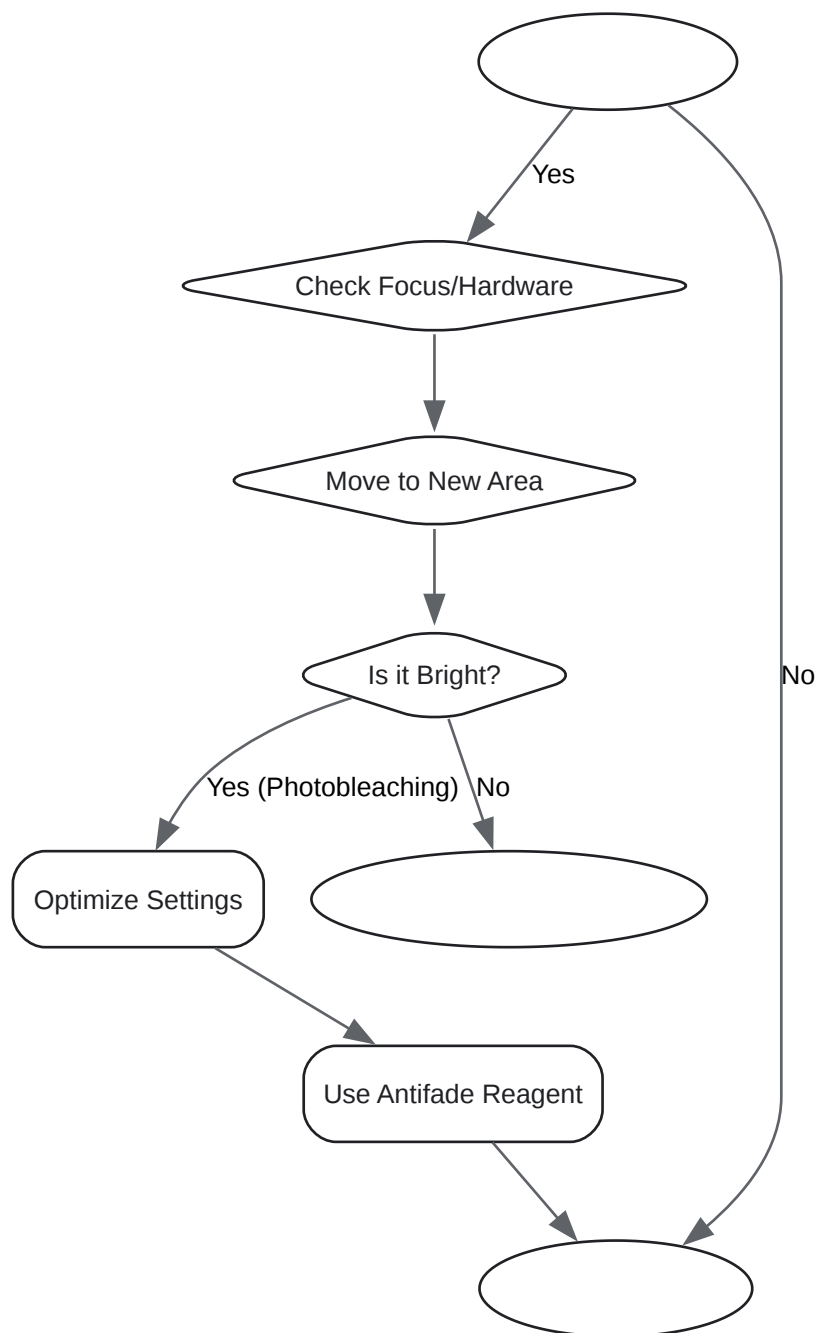 Yes
Check Focus/Hardware
Move to New Area
Is it Bright?
No
Yes (Photobleaching)
No
Optimize Settings
Use Antifade Reagent